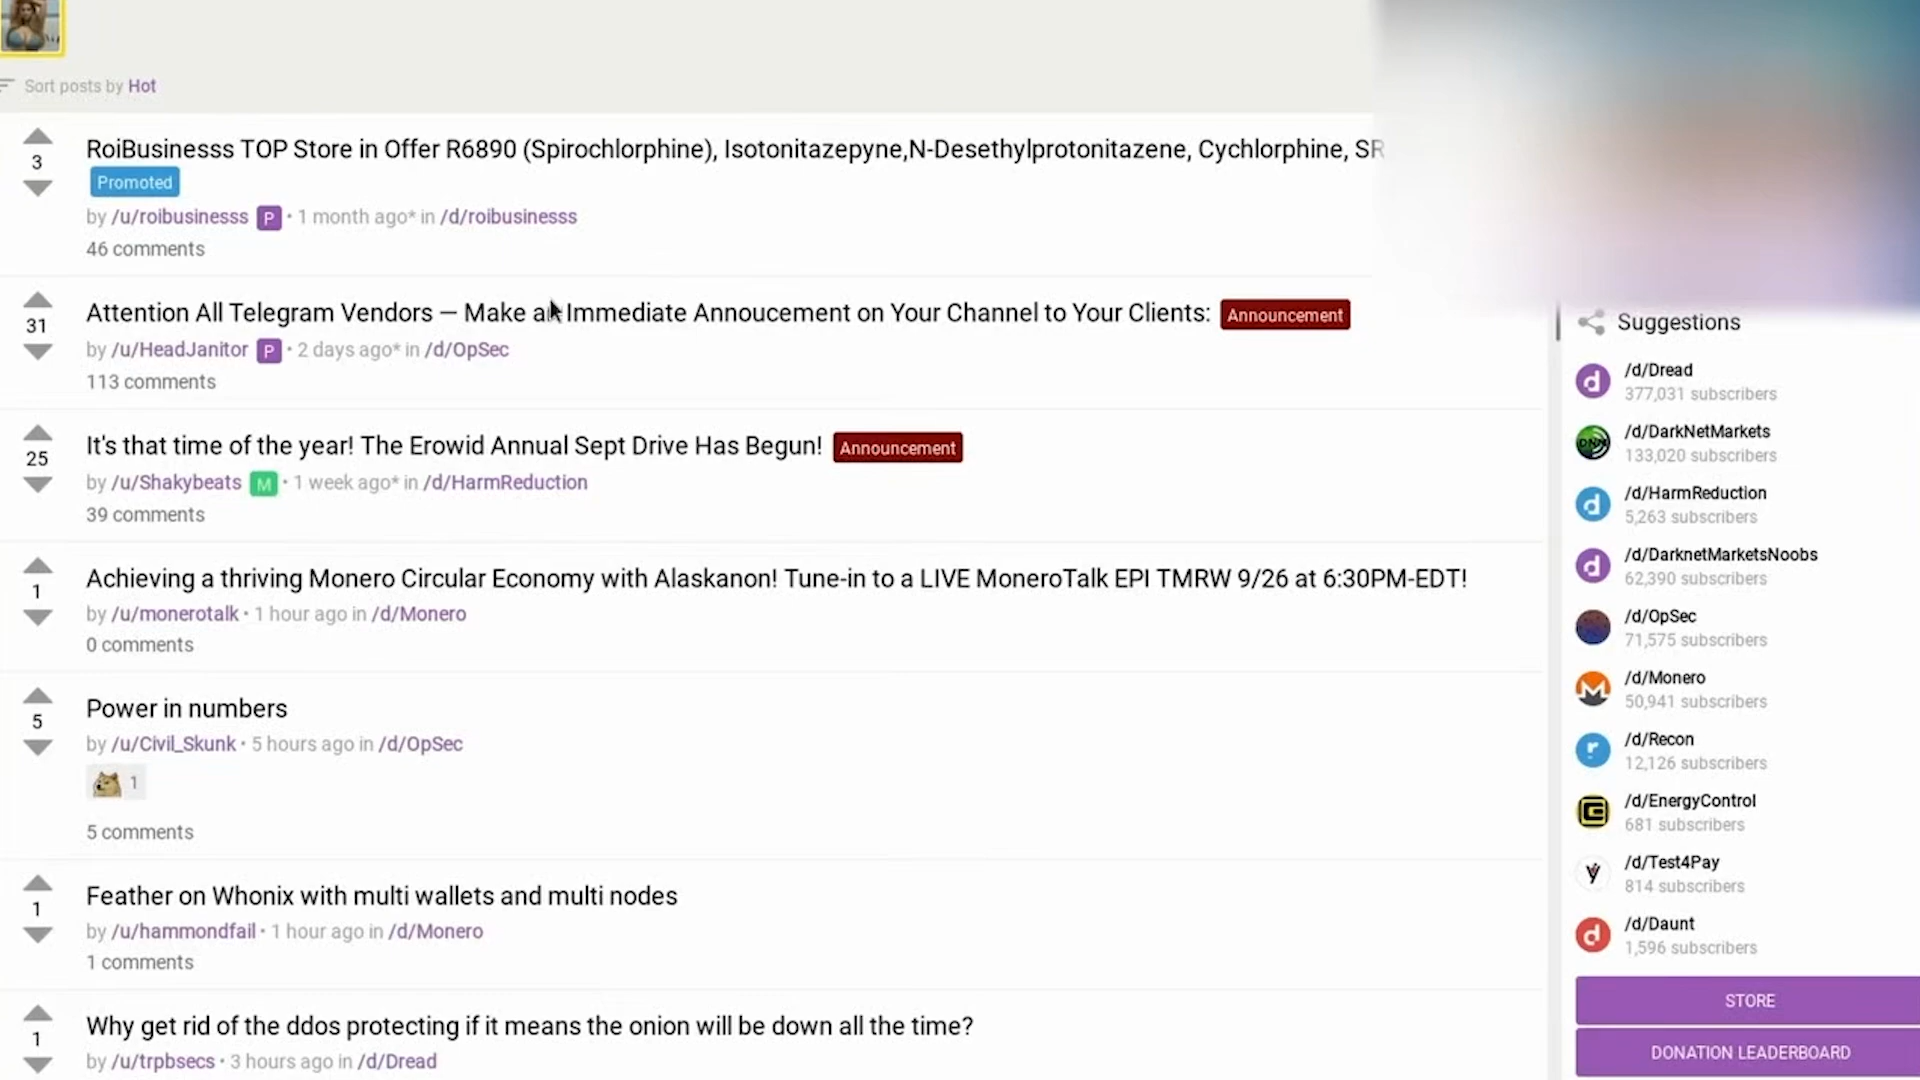 Sort posts by Hot
3
RoiBusinesss TOP Store in Offer R6890 (Spirochlorphine), Isotonitazepyne,N-Desethylprotonitazene, Cychlorphine, SR
Promoted
by /u/roibusinesss P • 1 month ago* in /d/roibusinesss
46 comments
31
Attention All Telegram Vendors — Make an Immediate Annoucement on Your Channel to Your Clients: Announcement
by /u/HeadJanitor P • 2 days ago* in /d/OpSec
113 comments
25
It's that time of the year! The Erowid Annual Sept Drive Has Begun! Announcement
by /u/Shakybeats M • 1 week ago* in /d/HarmReduction
39 comments
1
Achieving a thriving Monero Circular Economy with Alaskanon! Tune-in to a LIVE MoneroTalk EPI TMRW 9/26 at 6:30PM-EDT!
by /u/monerotalk • 1 hour ago in /d/Monero
0 comments
5
Power in numbers
by /u/Civil_Skunk • 5 hours ago in /d/OpSec
1
5 comments
1
Feather on Whonix with multi wallets and multi nodes
by /u/hammondfail • 1 hour ago in /d/Monero
1 comments
1
Why get rid of the ddos protecting if it means the onion will be down all the time?
by /u/trpbsecs • 3 hours ago in /d/Dread
Suggestions
/d/Dread
377,031 subscribers
/d/DarkNetMarkets
133,020 subscribers
/d/HarmReduction
5,263 subscribers
/d/DarknetMarketsNoobs
62,390 subscribers
/d/OpSec
71,575 subscribers
/d/Monero
50,941 subscribers
/d/Recon
12,126 subscribers
/d/EnergyControl
681 subscribers
/d/Test4Pay
814 subscribers
/d/Daunt
1,596 subscribers
STORE
DONATION LEADERBOARD